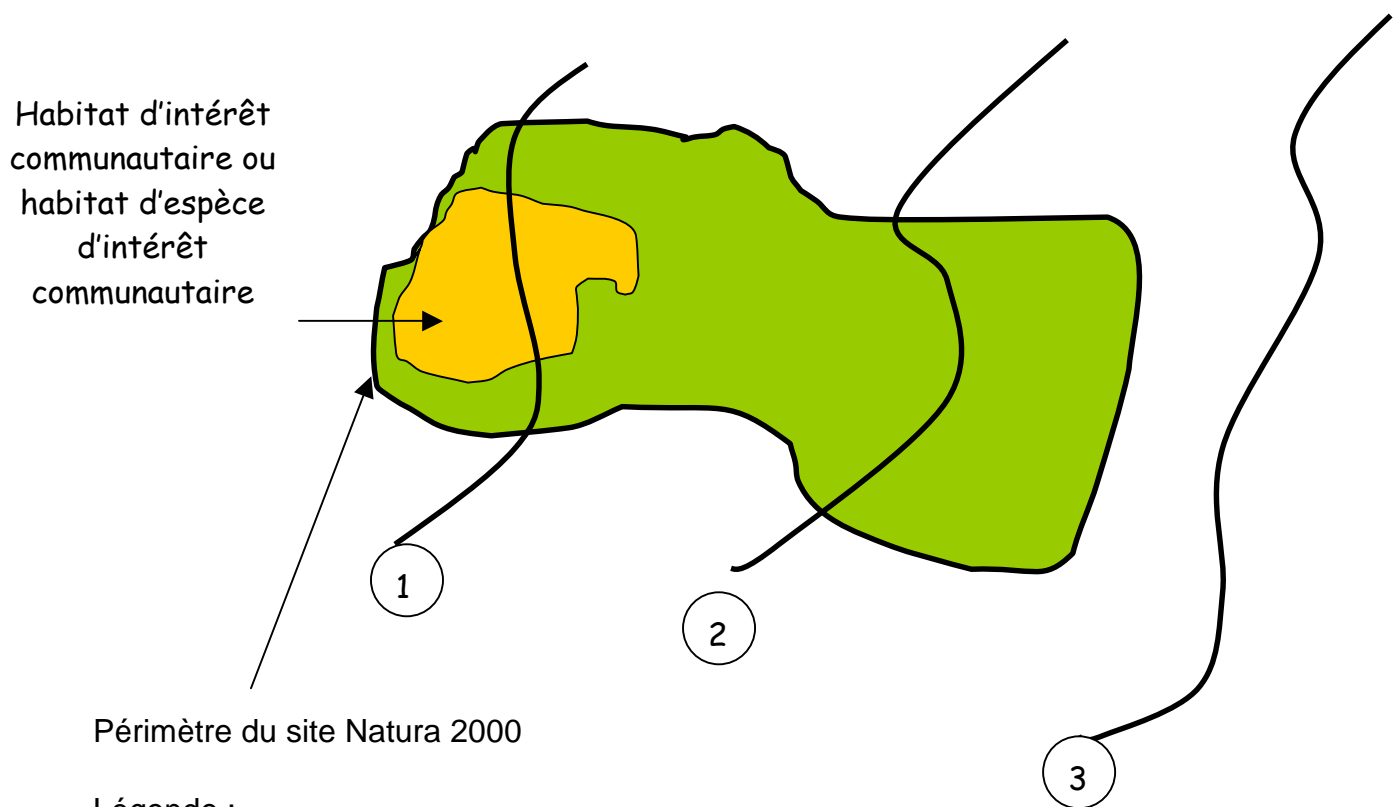 Habitat d'intérêt
communautaire ou
habitat d'espèce
d'intérêt
communautaire
1
2
Périmètre du site Natura 2000
3
Légende :